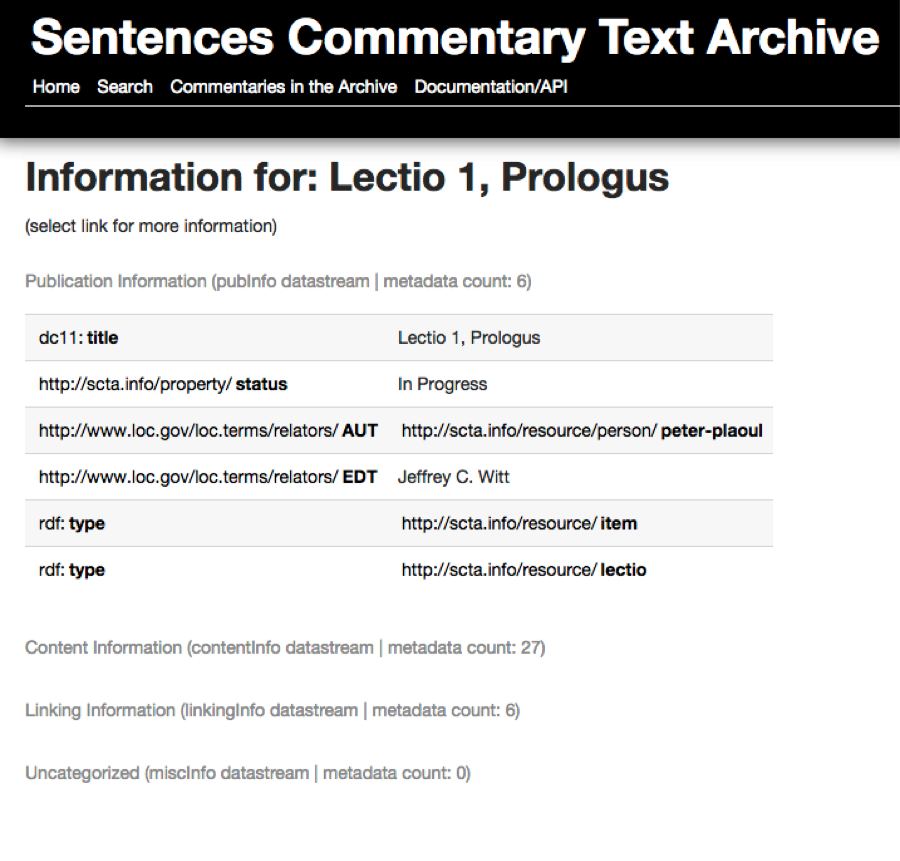 Sentences Commentary Text Archive
Home Search Commentaries in the Archive Documentation/API
Information for: Lectio 1, Prologus
(select link for more information)
Publication Information (pubInfo datastream | metadata count: 6)
dc11: title Lectio 1, Prologus
http://scta.info/property/ status In Progress
http://www.loc.gov/loc.terms/relators/ AUT http://scta.info/resource/person/ peter-plaoul
http://www.loc.gov/loc.terms/relators/ EDT Jeffrey C. Witt
rdf: type http://scta.info/resource/ item
rdf: type http://scta.info/resource/ lectio
Content Information (contentInfo datastream | metadata count: 27)
Linking Information (linkingInfo datastream | metadata count: 6)
Uncategorized (miscInfo datastream | metadata count: 0)